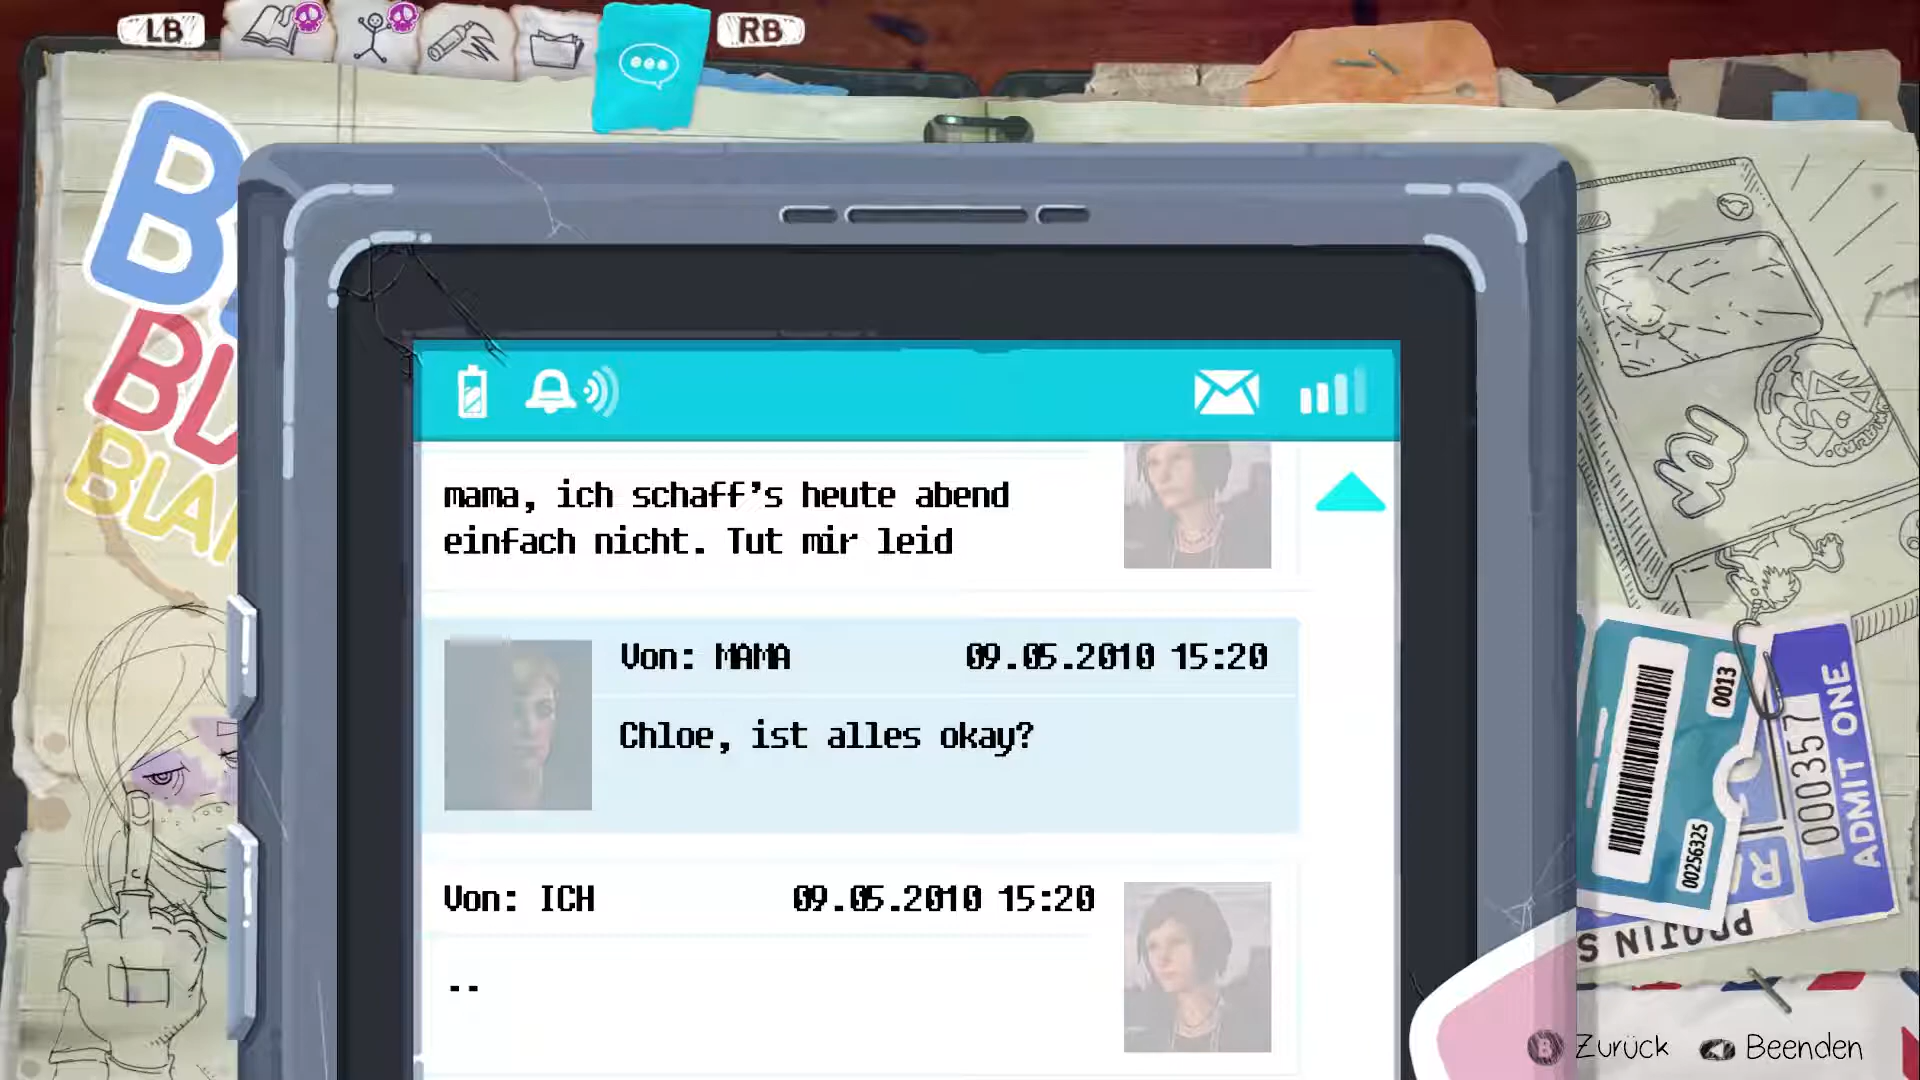 LB
RB
mama, ich schaff's heute abend
einfach nicht. Tut mir leid
Von: MAMA 09.05.2010 15:20
Chloe, ist alles okay?
Von: ICH 09.05.2010 15:20
..
BLA
0013
00256325
000357
ADMIT ONE
B Zurück
Beenden